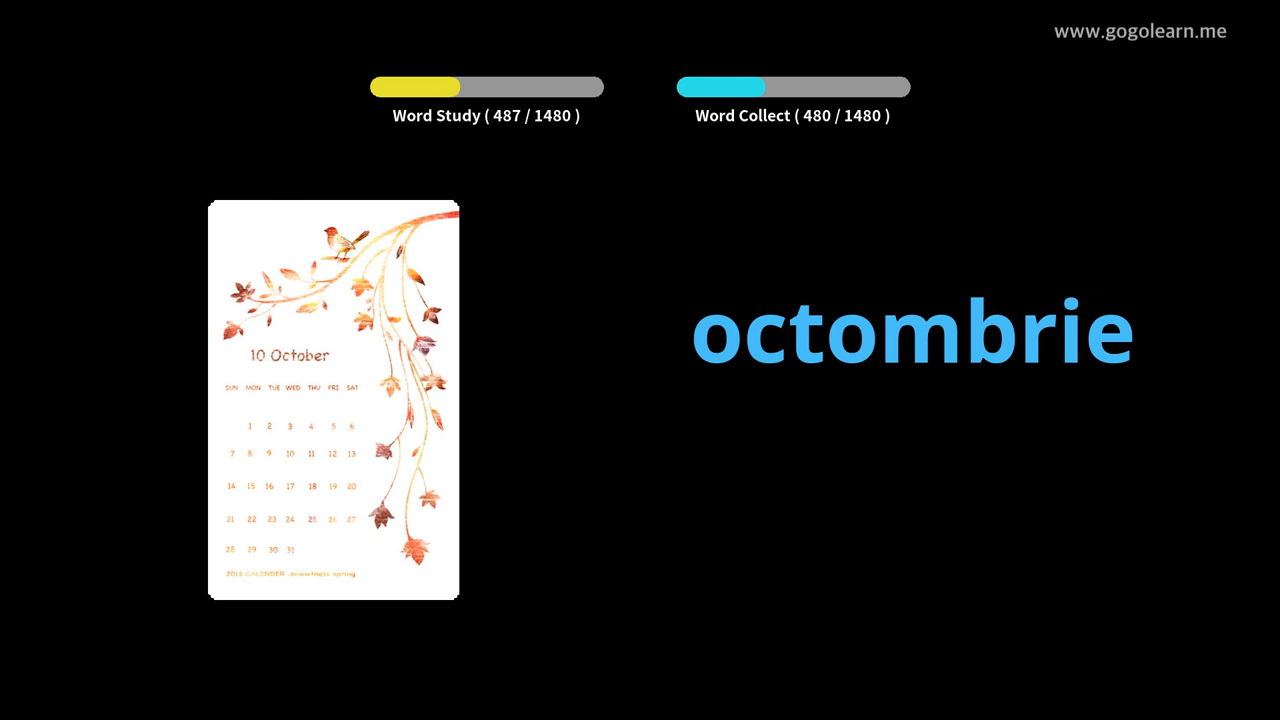 www.gogolearn.me
Word Study ( 487 / 1480 )
Word Collect ( 480 / 1480 )
octombrie
10 October
SUN MON TUE WED THU FRI SAT
1 2 3 4 5 6
7 8 9 10 11 12 13
14 15 16 17 18 19 20
21 22 23 24 25 26 27
28 29 30 31
2012.CALENDER